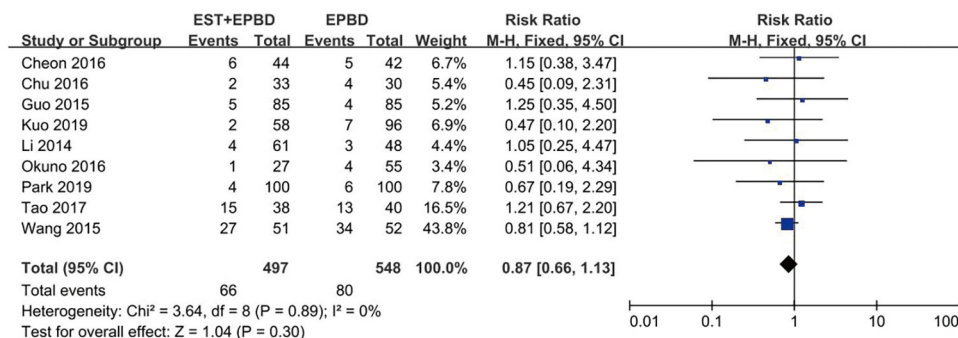 EST+EPBD EPBD Risk Ratio Risk Ratio
Study or Subgroup Events Total Events Total Weight M-H, Fixed, 95% CI M-H, Fixed, 95% CI
Cheon 2016 6 44 5 42 6.7% 1.15 [0.38, 3.47]
Chu 2016 2 33 4 30 5.4% 0.45 [0.09, 2.31]
Guo 2015 5 85 4 85 5.2% 1.25 [0.35, 4.50]
Kuo 2019 2 58 7 96 6.9% 0.47 [0.10, 2.20]
Li 2014 4 61 3 48 4.4% 1.05 [0.25, 4.47]
Okuno 2016 1 27 4 55 3.4% 0.51 [0.06, 4.34]
Park 2019 4 100 6 100 7.8% 0.67 [0.19, 2.29]
Tao 2017 15 38 13 40 16.5% 1.21 [0.67, 2.20]
Wang 2015 27 51 34 52 43.8% 0.81 [0.58, 1.12]
Total (95% CI) 497 548 100.0% 0.87 [0.66, 1.13]
Total events 66 80
Heterogeneity: Chi² = 3.64, df = 8 (P = 0.89); I² = 0%
Test for overall effect: Z = 1.04 (P = 0.30)
0.01 0.1 1 10 100